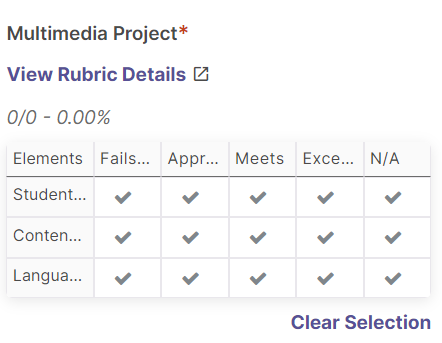 Multimedia Project*
View Rubric Details
0/0 - 0.00%
Elements Fails... Appr... Meets Exce... N/A
Student...
Conten...
Langua...
Clear Selection